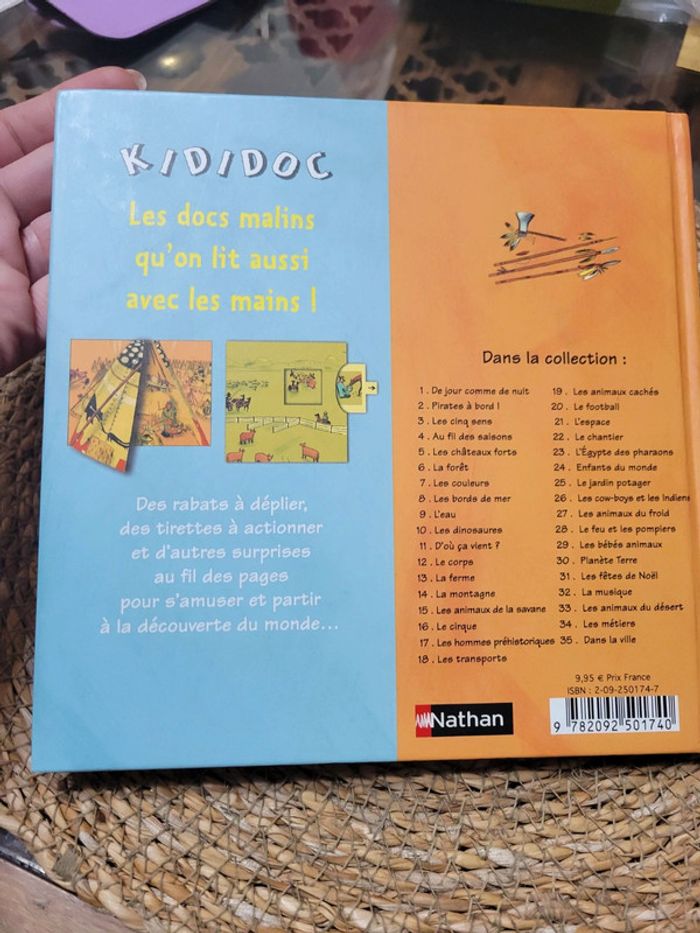 KIDIDOC
Les docs malins
qu'on lit aussi
avec les mains !
Des rabats à déplier,
des tirettes à actionner
et d'autres surprises
au fil des pages
pour s'amuser et partir
à la découverte du monde...
Dans la collection :
1 . De jour comme de nuit
2 . Pirates à bord !
3 . Les cinq sens
4 . Au fil des saisons
5 . Les châteaux forts
6 . La forêt
7 . Les couleurs
8 . Les bords de mer
9 . L'eau
10 . Les dinosaures
11 . D'où ça vient ?
12 . Le corps
13 . La ferme
14 . La montagne
15 . Les animaux de la savane
16 . Le cirque
17 . Les hommes préhistoriques
18 . Les transports
19 . Les animaux cachés
20 . Le football
21 . L'espace
22 . Le chantier
23 . L'Égypte des pharaons
24 . Enfants du monde
25 . Le jardin potager
26 . Les cow-boys et les Indiens
27 . Les animaux du froid
28 . Le feu et les pompiers
29 . Les bébés animaux
30 . Planète Terre
31 . Les fêtes de Noël
32 . La musique
33 . Les animaux du désert
34 . Les métiers
35 . Dans la ville
9,95 € Prix France
ISBN : 2-09-250174-7
9 782092 501740
Nathan